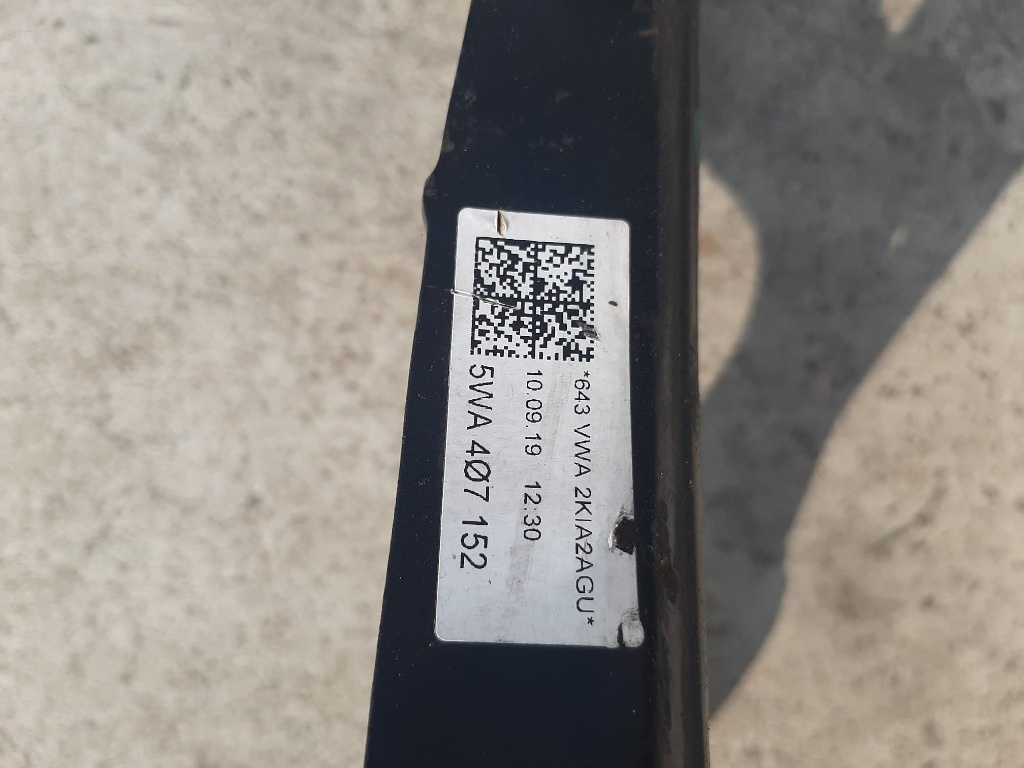 *643 VWA 2KIA2AGU*
10.09.19 12:30
5WA 4Ø7 152